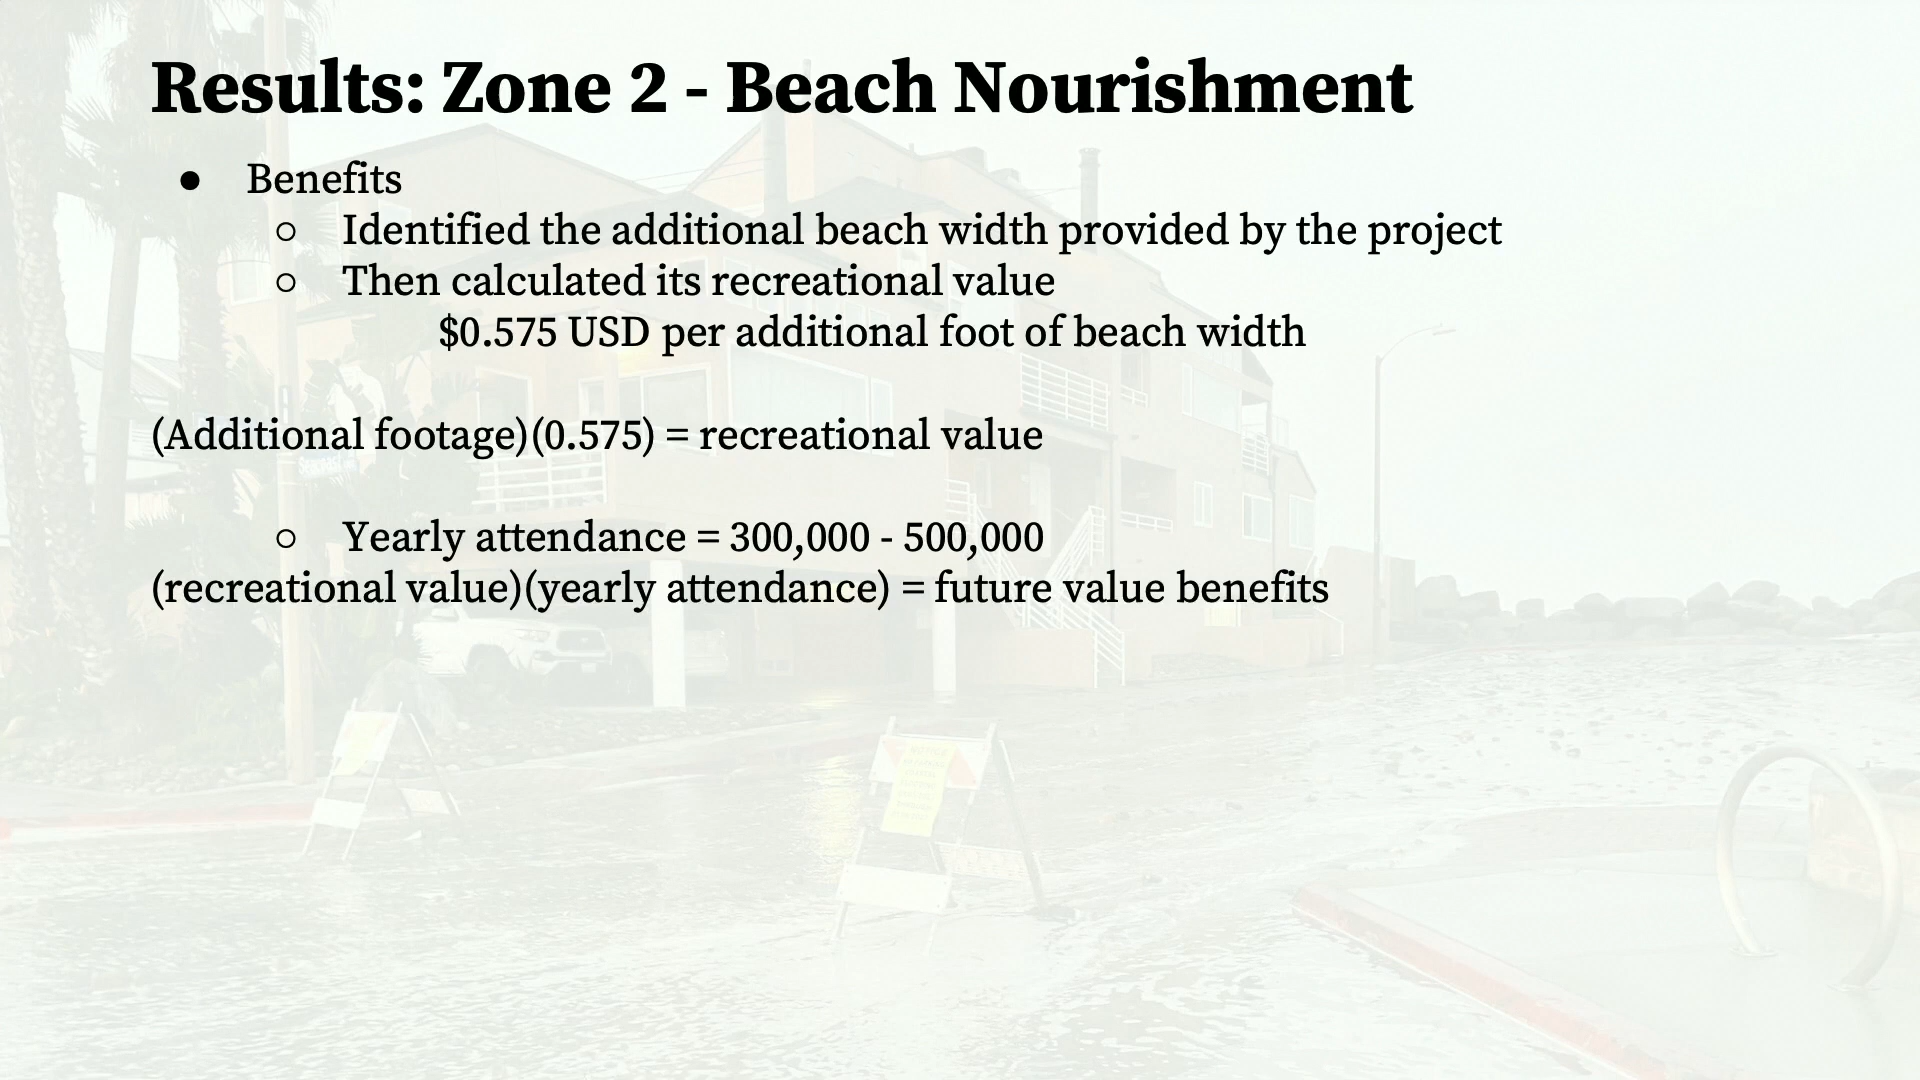 Results: Zone 2 - Beach Nourishment
● Benefits
○ Identified the additional beach width provided by the project
○ Then calculated its recreational value
$0.575 USD per additional foot of beach width
(Additional footage)(0.575) = recreational value
○ Yearly attendance = 300,000 - 500,000
(recreational value)(yearly attendance) = future value benefits